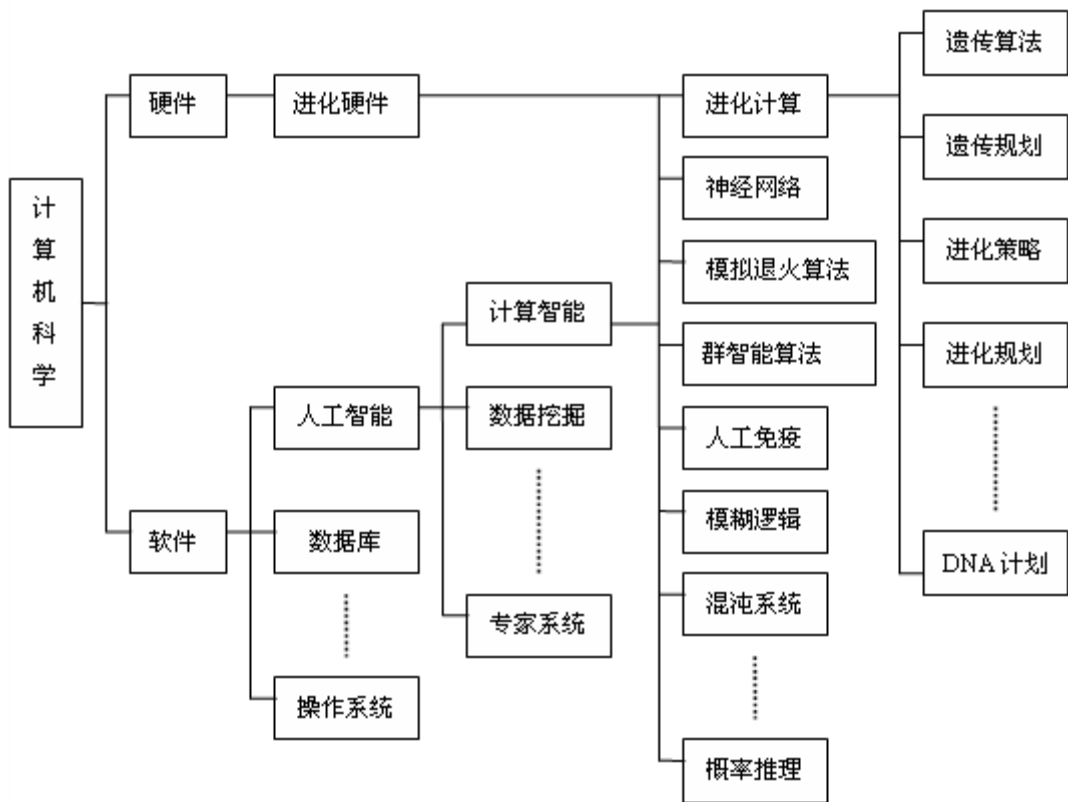 计算机科学
硬件
软件
进化硬件
人工智能
数据库
操作系统
计算智能
数据挖掘
专家系统
进化计算
神经网络
模拟退火算法
群智能算法
人工免疫
模糊逻辑
混沌系统
概率推理
遗传算法
遗传规划
进化策略
进化规划
DNA 计划